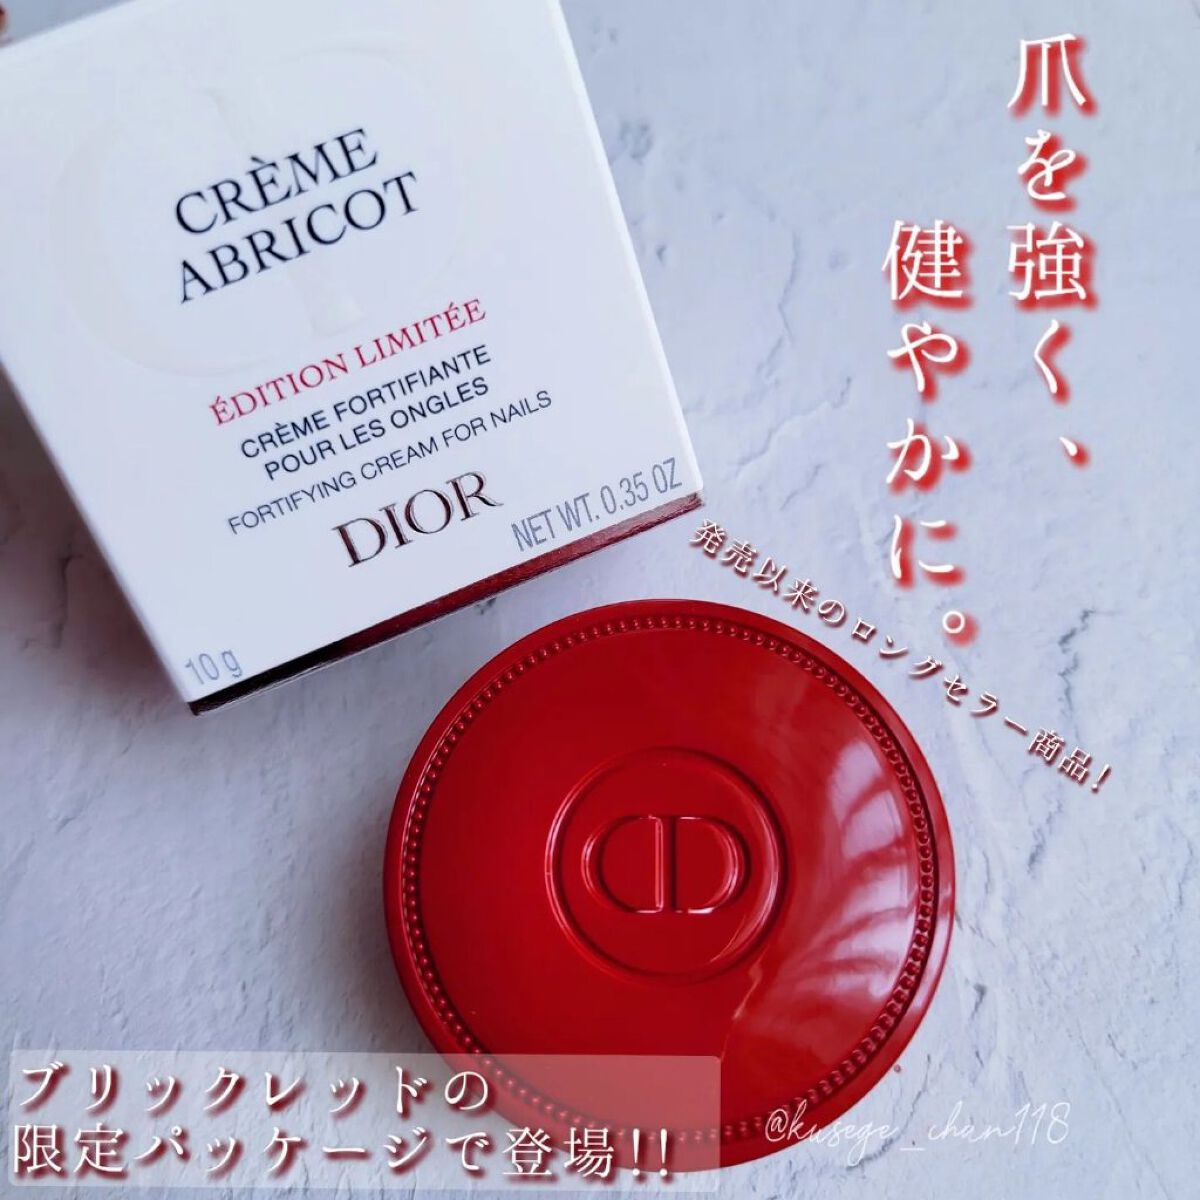 CRÈME
ABRICOT
ÉDITION LIMITÉE
CRÈME FORTIFIANTE
POUR LES ONGLES
FORTIFYING CREAM FOR NAILS
DIOR
10 g
NET WT. 0.35 OZ
爪を強く、
健やかに。
発売以来のロングセラー商品!
CD
ブリックレッドの
限定パッケージで登場!!
@kusege_chan118